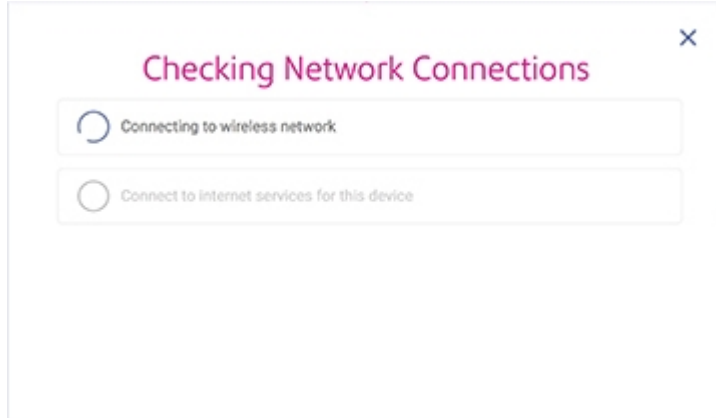 Checking Network Connections
Connecting to wireless network
Connect to internet services for this device